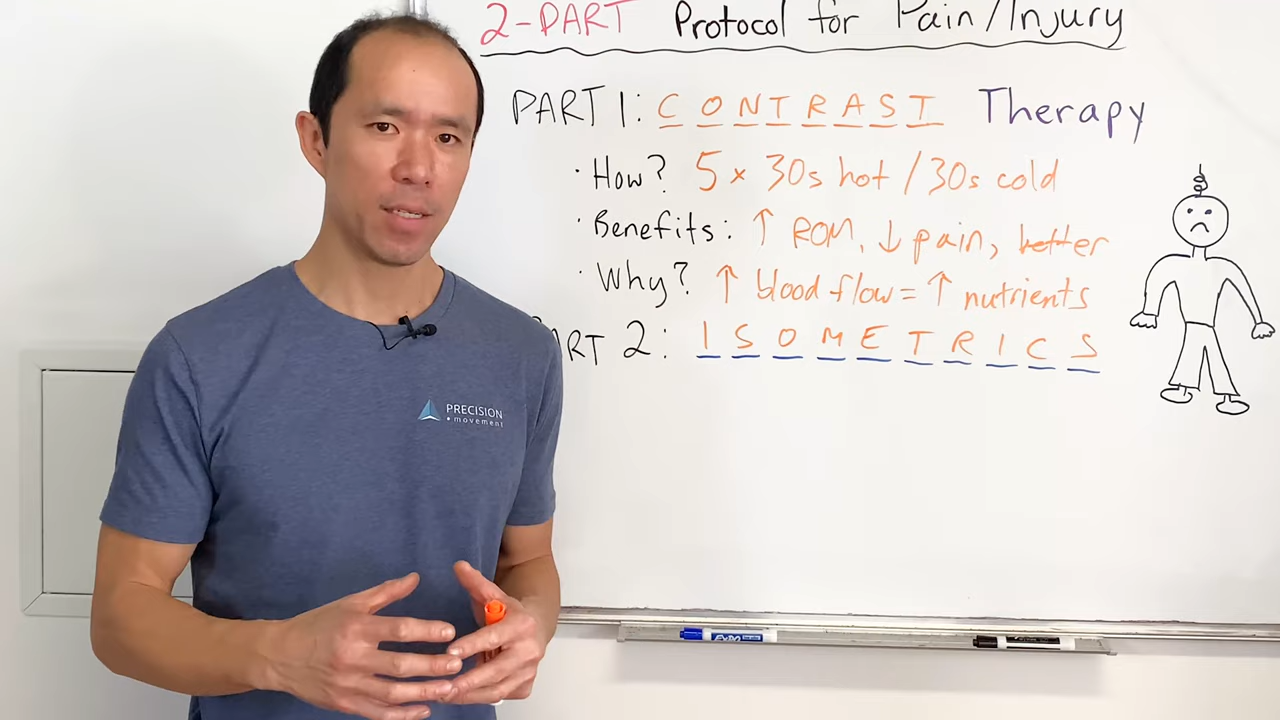 2-PART Protocol for Pain/Injury
PART 1: CONTRAST Therapy
· How? 5 x 30s hot / 30s cold
· Benefits: ↑ ROM, ↓ pain, better
· Why? ↑ blood flow = ↑ nutrients
ART 2: ISOMETRICS
PRECISION
• movement
EXPO